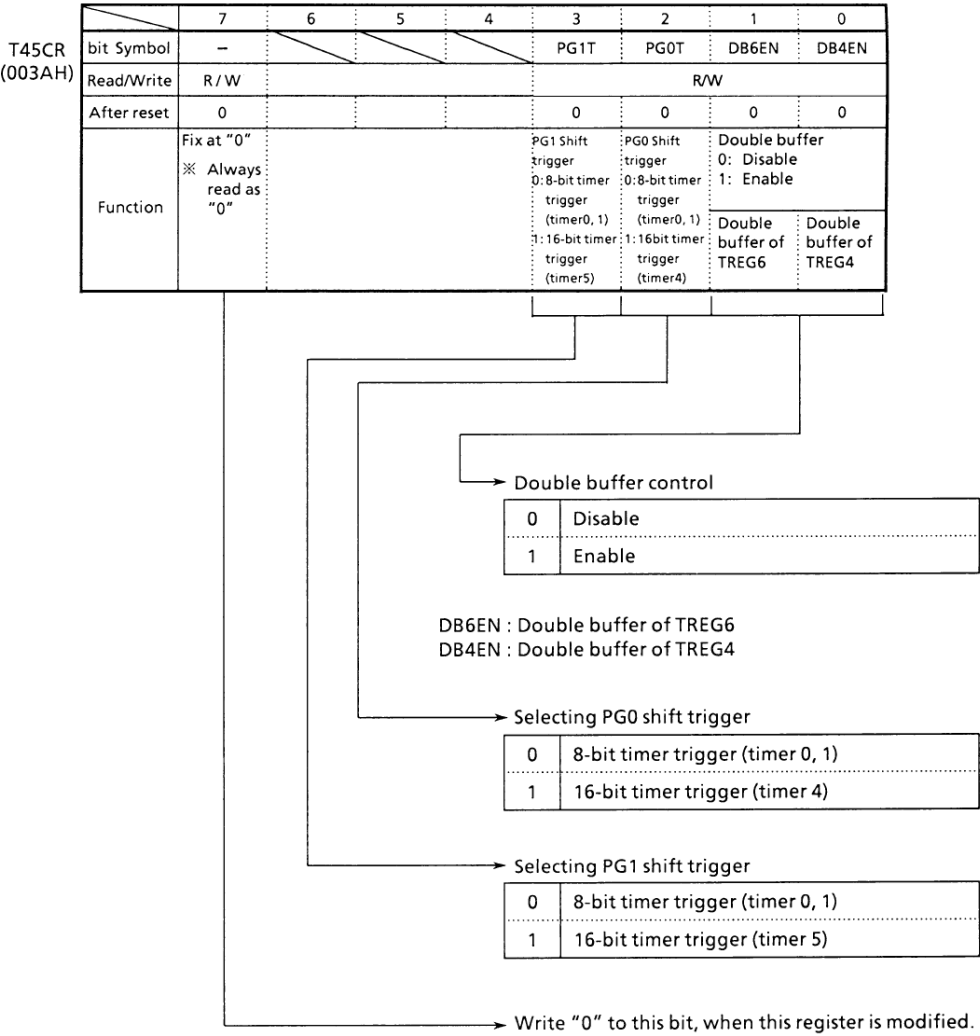 7 6 5 4 3 2 1 0
T45CR
(003AH)
bit Symbol – PG1T PG0T DB6EN DB4EN
Read/Write R/W R/W
After reset 0 0 0 0 0
Function
Fix at "0"
※ Always
read as
"0"
PG1 Shift
trigger
0:8-bit timer
trigger
(timer0, 1)
1:16-bit timer
trigger
(timer5)
PG0 Shift
trigger
0:8-bit timer
trigger
(timer0, 1)
1:16bit timer
trigger
(timer4)
Double buffer
0: Disable
1: Enable
Double
buffer of
TREG6
Double
buffer of
TREG4
Double buffer control
0 Disable
1 Enable
DB6EN : Double buffer of TREG6
DB4EN : Double buffer of TREG4
Selecting PG0 shift trigger
0 8-bit timer trigger (timer 0, 1)
1 16-bit timer trigger (timer 4)
Selecting PG1 shift trigger
0 8-bit timer trigger (timer 0, 1)
1 16-bit timer trigger (timer 5)
Write "0" to this bit, when this register is modified.